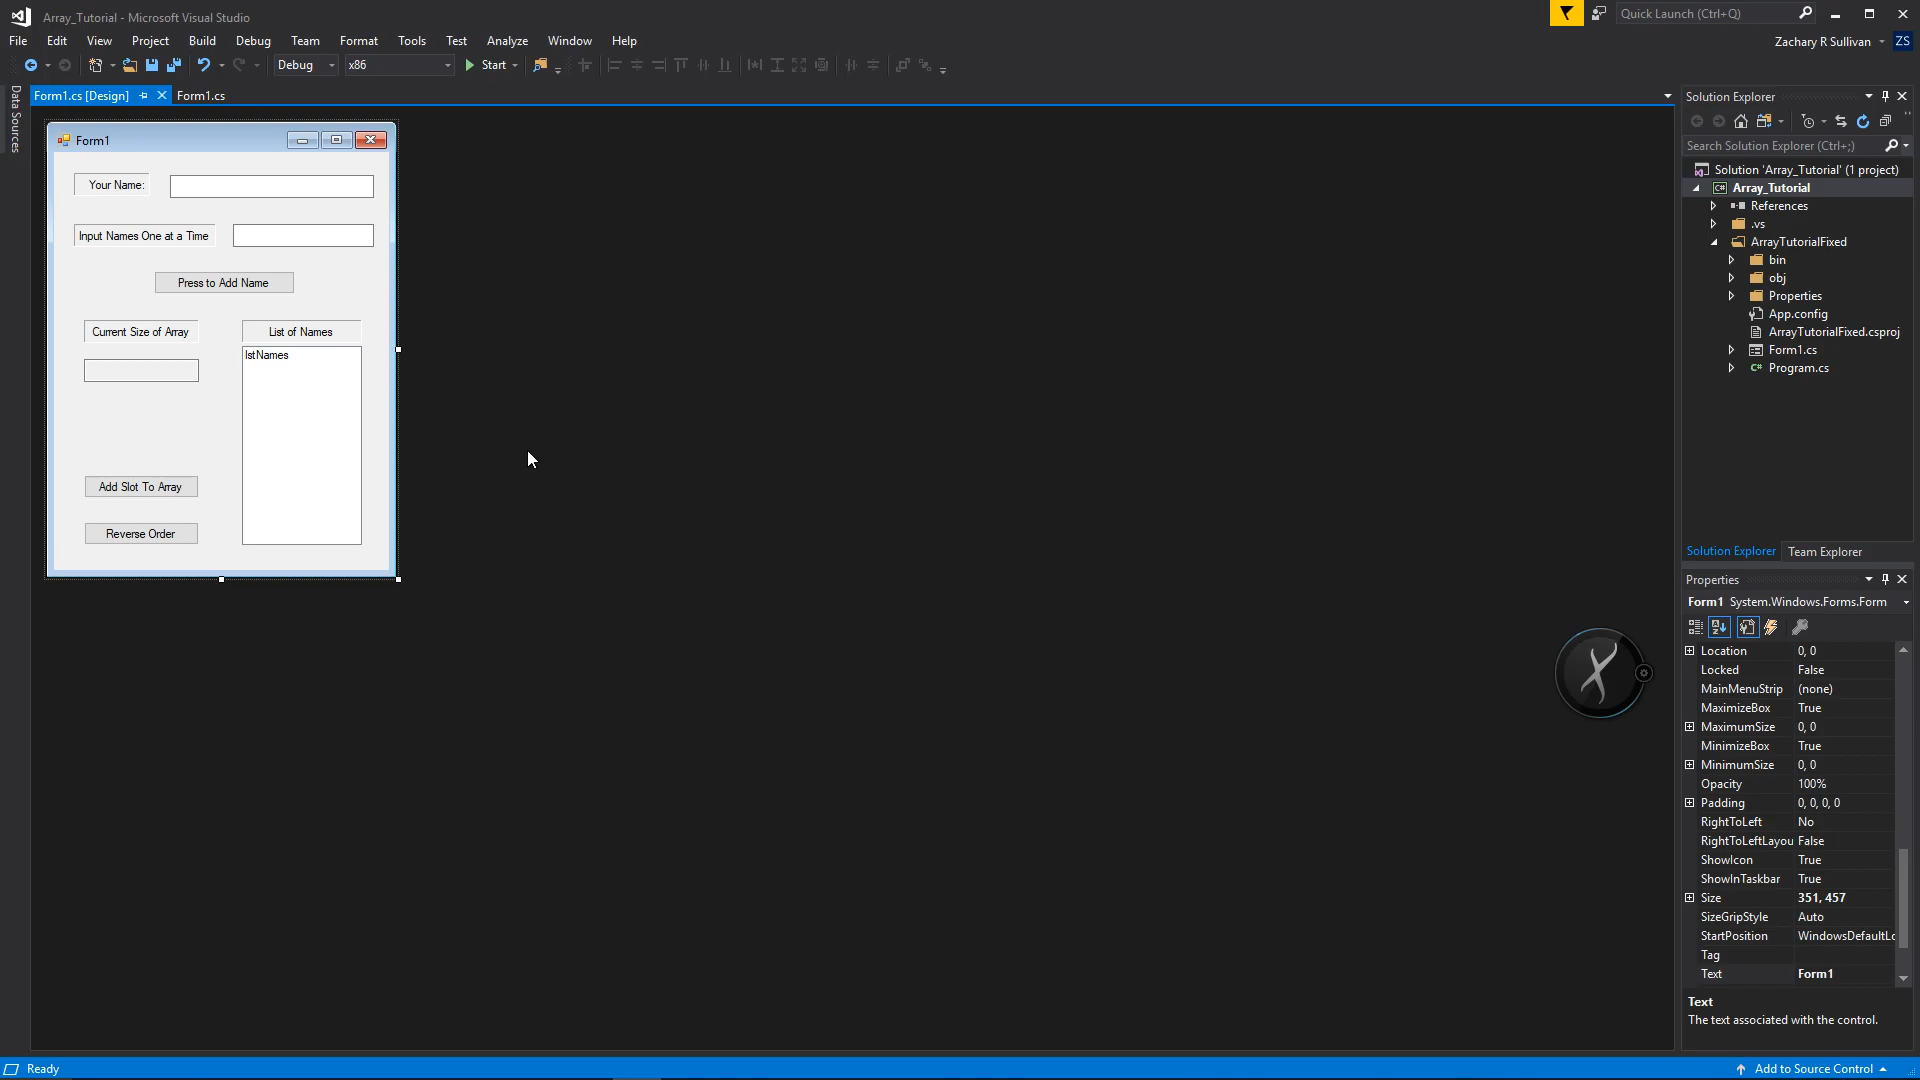 Array_Tutorial - Microsoft Visual Studio
Quick Launch (Ctrl+Q)
File Edit View Project Build Debug Team Format Tools Test Analyze Window Help
Zachary R Sullivan ZS
Debug x86 Start
Data Sources
Form1.cs [Design] Form1.cs
Form1
Your Name:
Input Names One at a Time
Press to Add Name
Current Size of Array
List of Names
lstNames
Add Slot To Array
Reverse Order
Solution Explorer
Search Solution Explorer (Ctrl+;)
Solution 'Array_Tutorial' (1 project)
C# Array_Tutorial
References
.vs
ArrayTutorialFixed
bin
obj
Properties
App.config
ArrayTutorialFixed.csproj
Form1.cs
C# Program.cs
Solution Explorer Team Explorer
Properties
Form1 System.Windows.Forms.Form
Location 0, 0
Locked False
MainMenuStrip (none)
MaximizeBox True
MaximumSize 0, 0
MinimizeBox True
MinimumSize 0, 0
Opacity 100%
Padding 0, 0, 0, 0
RightToLeft No
RightToLeftLayou False
ShowIcon True
ShowInTaskbar True
Size 351, 457
SizeGripStyle Auto
StartPosition WindowsDefaultLo
Tag
Text Form1
Text
The text associated with the control.
Ready
Add to Source Control